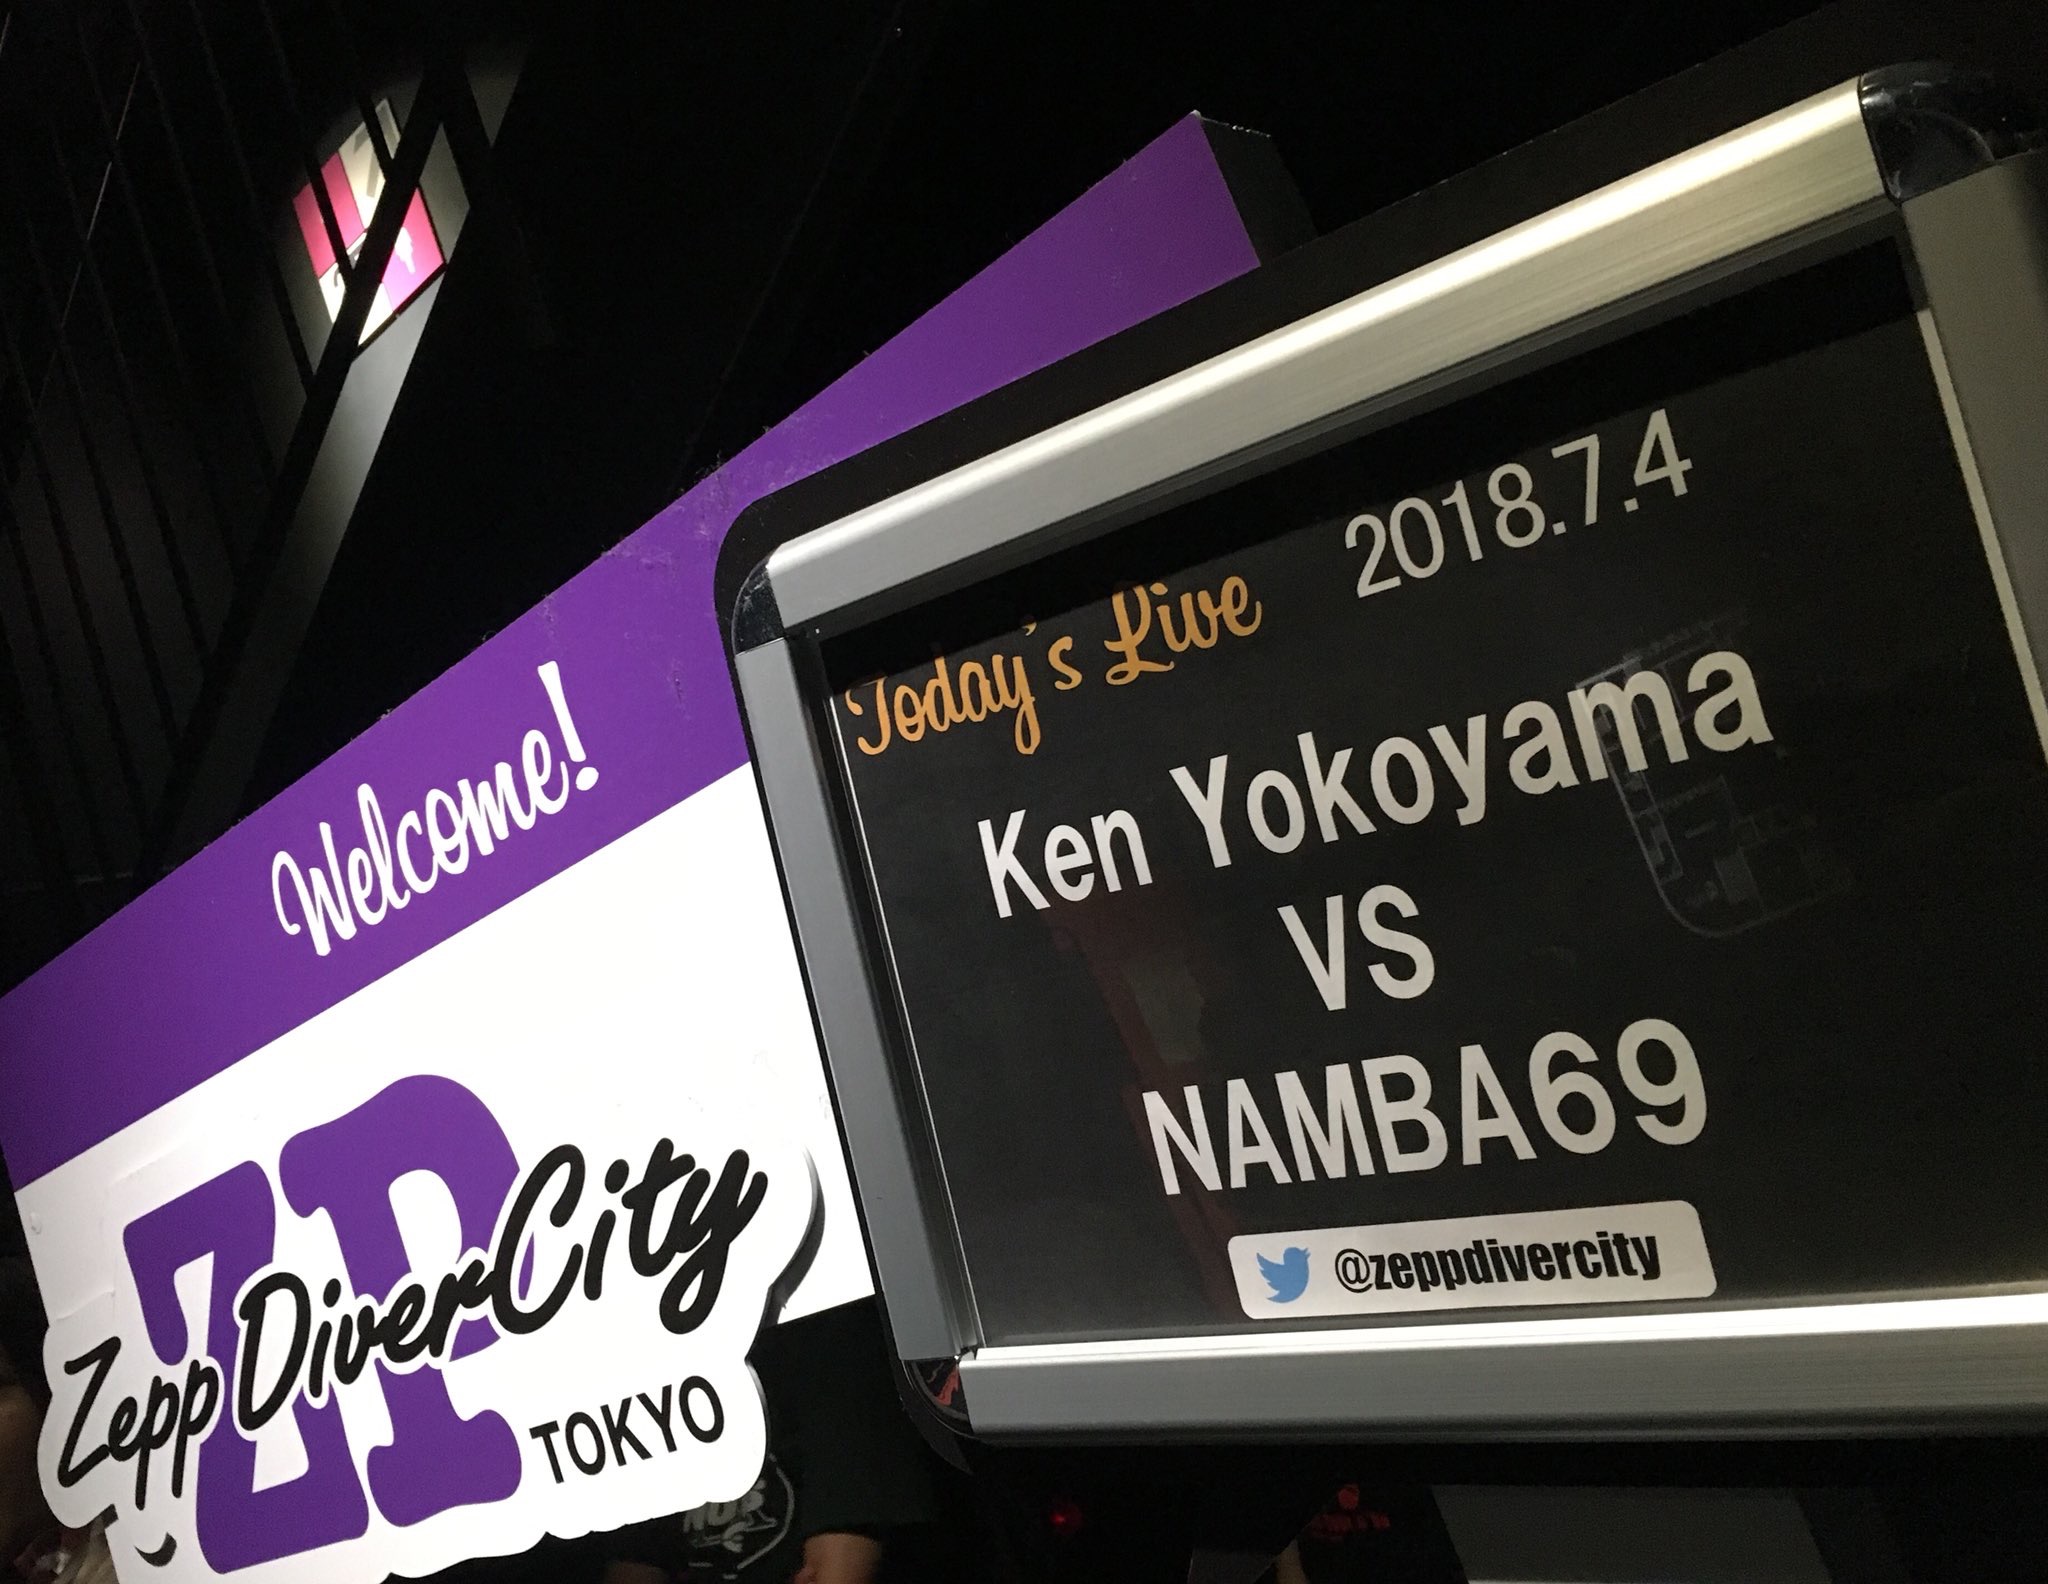 Welcome!
ZP
Zepp DiverCity
TOKYO
Today's Live 2018.7.4
Ken Yokoyama
VS
NAMBA69
@zeppdivercity